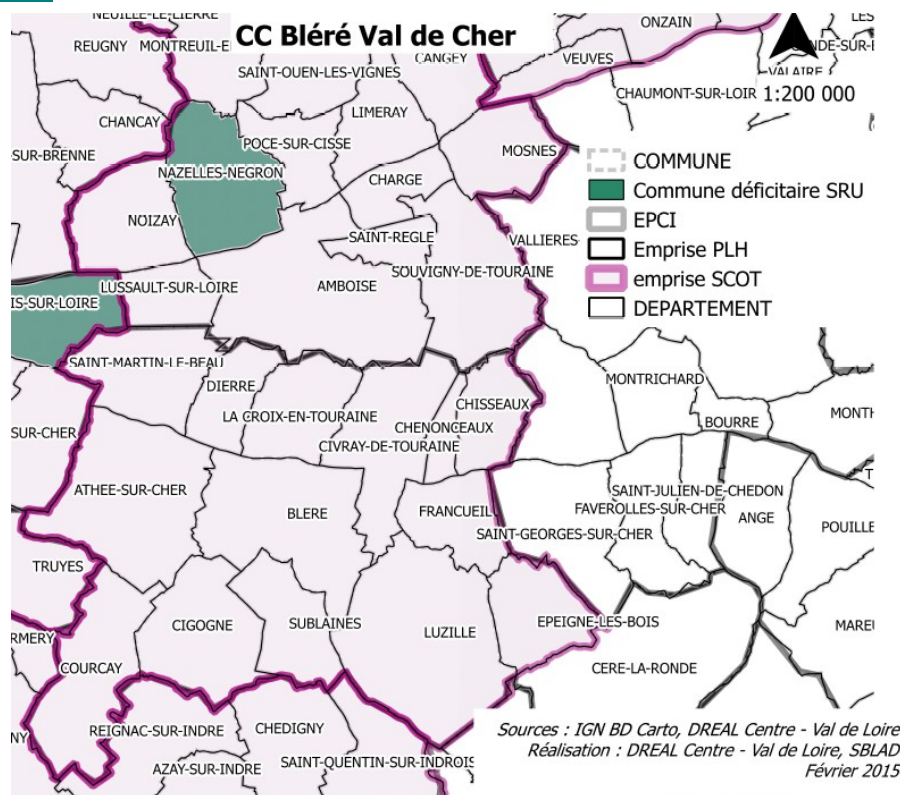 NEUILLE-LE-LIERRE
ONZAIN
LES
REUGNY
MONTREUIL-E
CC Bléré Val de Cher
CANGEY
VEUVES
NDE-SUR-
SAINT-OUEN-LES-VIGNES
VALAIRE
CHAUMONT-SUR-LOIR
1:200 000
CHANCAY
LIMERAY
-SUR-BRENNE
POCE-SUR-CISSE
MOSNES
COMMUNE
NAZELLES-NEGRON
CHARGE
Commune déficitaire SRU
NOIZAY
EPCI
SAINT-REGLE
VALLIERES-
Emprise PLH
SOUVIGNY-DE-TOURAINE
emprise SCOT
IS-SUR-LOIRE
LUSSAULT-SUR-LOIRE
AMBOISE
DEPARTEMENT
SAINT-MARTIN-LE-BEAU
DIERRE
MONTRICHARD
LA CROIX-EN-TOURAINE
CHISSEAUX
MONTH
CHENONCEAUX
BOURRE
SUR-CHER
CIVRAY-DE-TOURAINE
ATHEE-SUR-CHER
SAINT-JULIEN-DE-CHEDON
BLERE
FRANCUEIL
FAVEROLLES-SUR-CHER
ANGE
SAINT-GEORGES-SUR-CHER
POUILLE
TRUYES
CIGOGNE
SUBLAINES
LUZILLE
EPEIGNE-LES-BOIS
MAREU
RMERY
COURCAY
CERE-LA-RONDE
NY
REIGNAC-SUR-INDRE
CHEDIGNY
AZAY-SUR-INDRE
SAINT-QUENTIN-SUR-INDROIS
Sources : IGN BD Carto, DREAL Centre - Val de Loire
Réalisation : DREAL Centre - Val de Loire, SBLAD
Février 2015